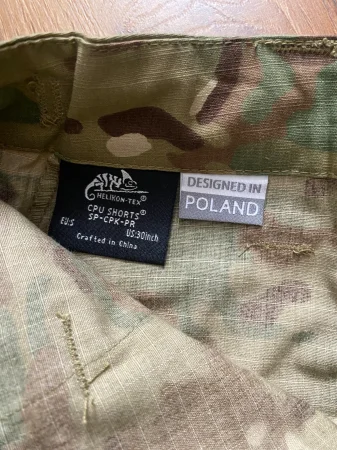 HELIKON-TEX®
CPU SHORTS®
SP-CPK-PR
EU:S
US:30inch
Crafted in China
DESIGNED IN
POLAND